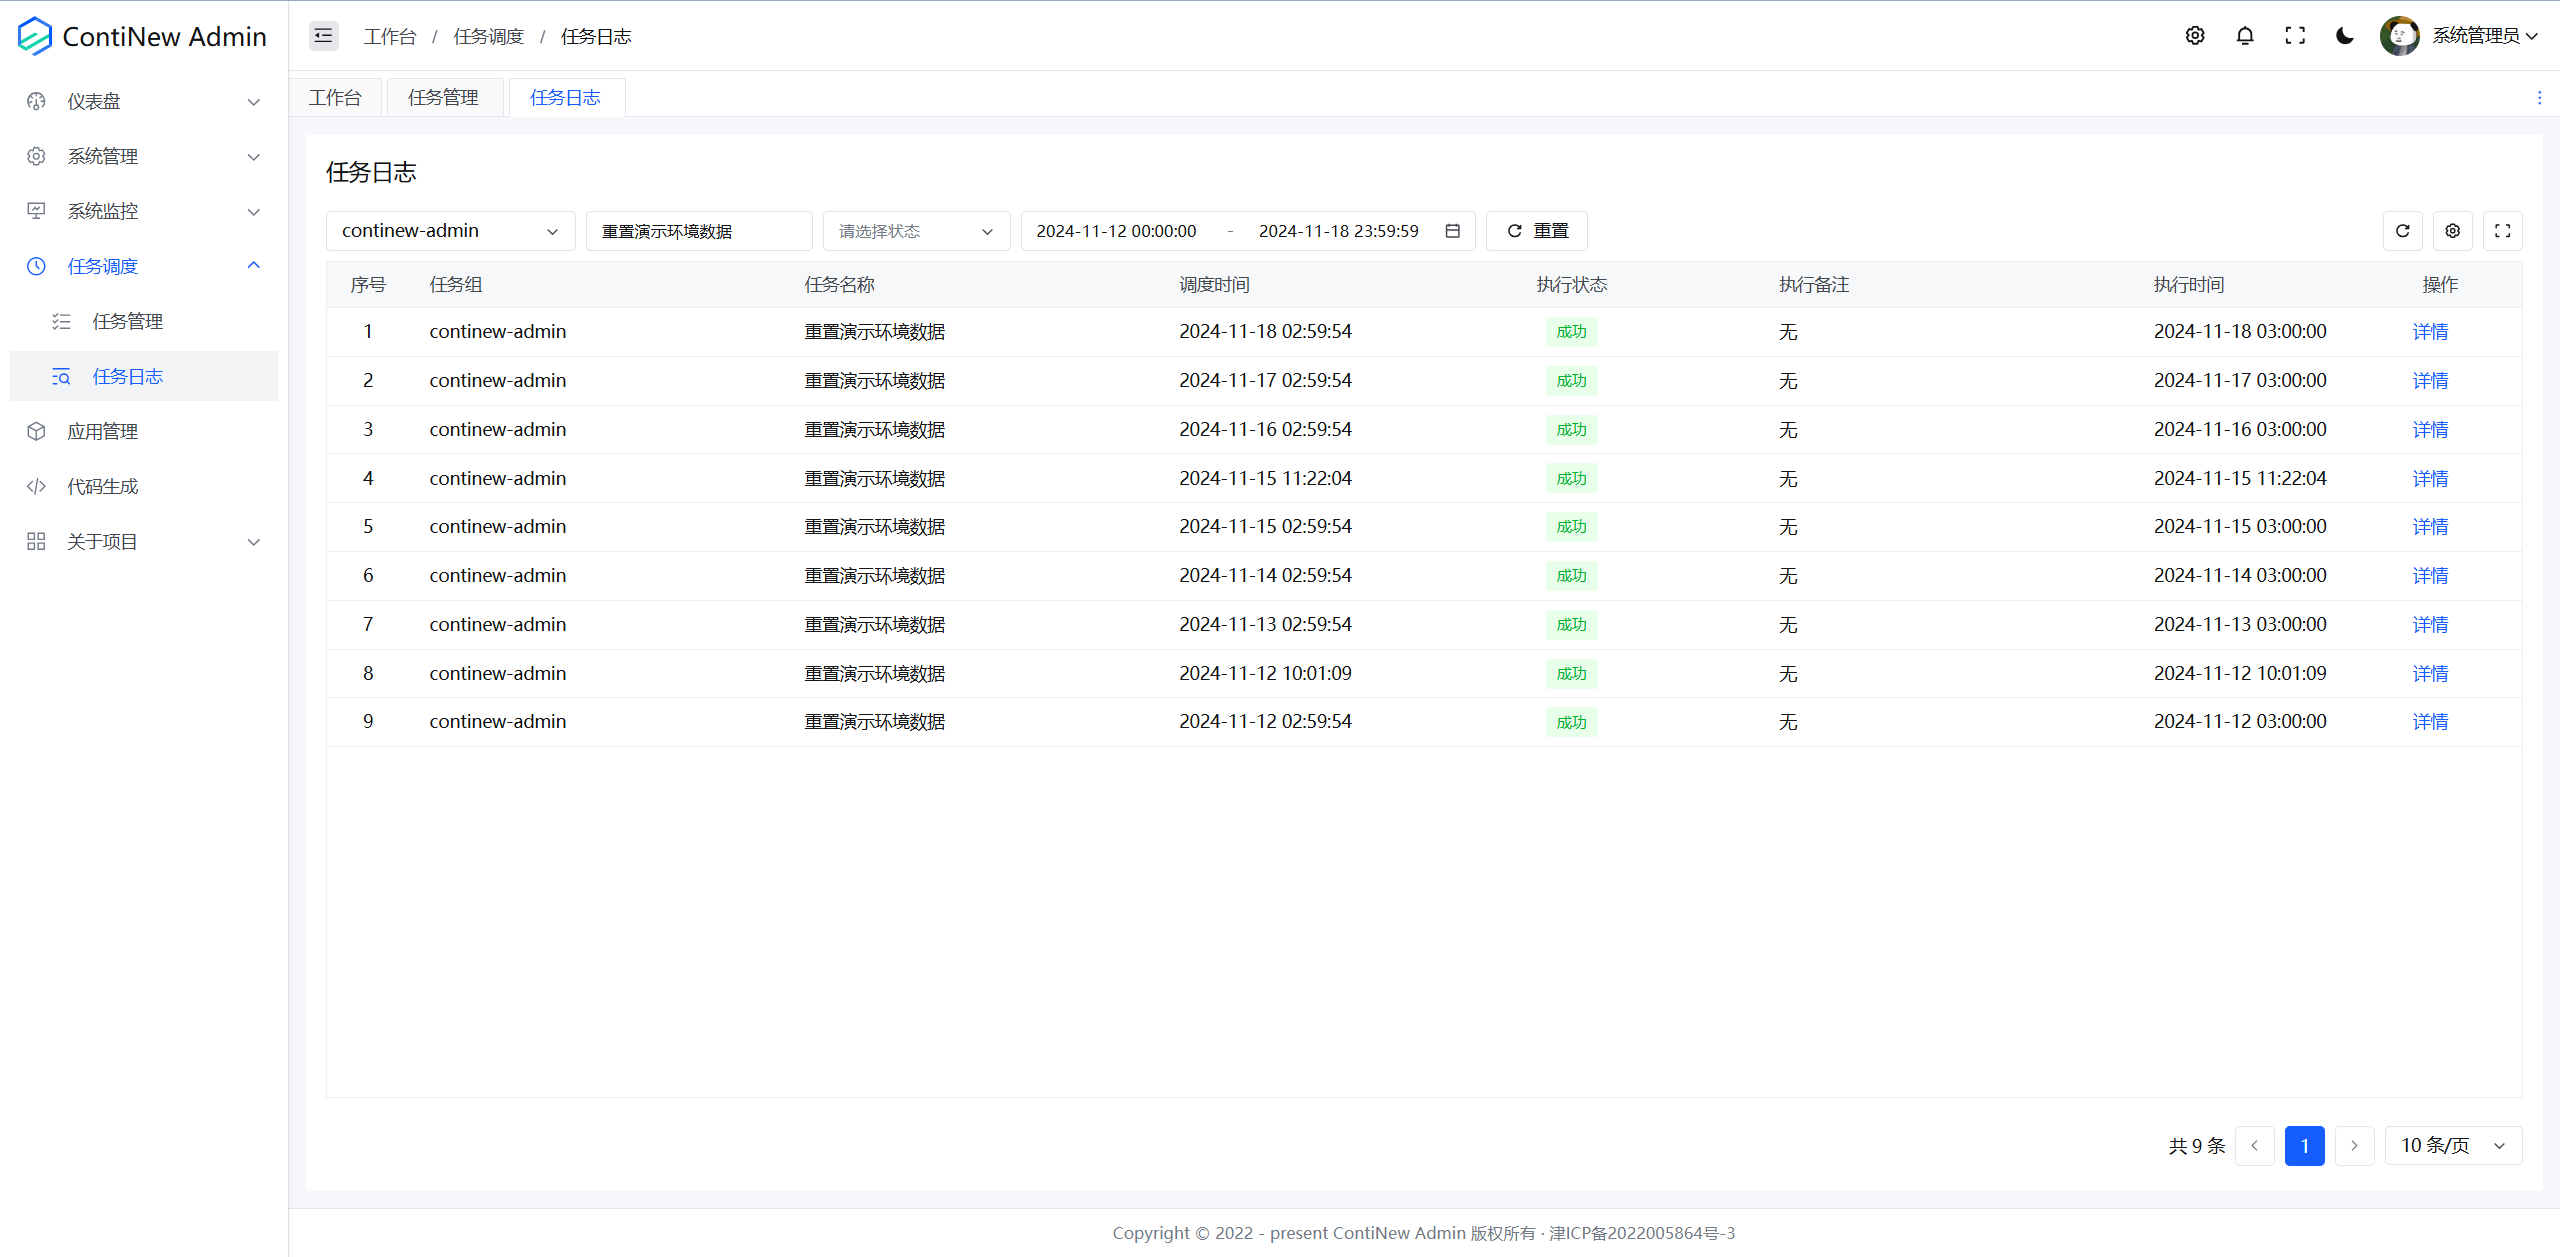 ContiNew Admin
工作台 / 任务调度 / 任务日志
系统管理员
仪表盘
系统管理
系统监控
任务调度
任务管理
任务日志
应用管理
代码生成
关于项目
工作台 任务管理 任务日志
任务日志
continew-admin 重置演示环境数据 请选择状态 2024-11-12 00:00:00 - 2024-11-18 23:59:59 重置
序号 任务组 任务名称 调度时间 执行状态 执行备注 执行时间 操作
1 continew-admin 重置演示环境数据 2024-11-18 02:59:54 成功 无 2024-11-18 03:00:00 详情
2 continew-admin 重置演示环境数据 2024-11-17 02:59:54 成功 无 2024-11-17 03:00:00 详情
3 continew-admin 重置演示环境数据 2024-11-16 02:59:54 成功 无 2024-11-16 03:00:00 详情
4 continew-admin 重置演示环境数据 2024-11-15 11:22:04 成功 无 2024-11-15 11:22:04 详情
5 continew-admin 重置演示环境数据 2024-11-15 02:59:54 成功 无 2024-11-15 03:00:00 详情
6 continew-admin 重置演示环境数据 2024-11-14 02:59:54 成功 无 2024-11-14 03:00:00 详情
7 continew-admin 重置演示环境数据 2024-11-13 02:59:54 成功 无 2024-11-13 03:00:00 详情
8 continew-admin 重置演示环境数据 2024-11-12 10:01:09 成功 无 2024-11-12 10:01:09 详情
9 continew-admin 重置演示环境数据 2024-11-12 02:59:54 成功 无 2024-11-12 03:00:00 详情
共 9 条 1 10 条/页
Copyright © 2022 - present ContiNew Admin 版权所有 · 津ICP备2022005864号-3